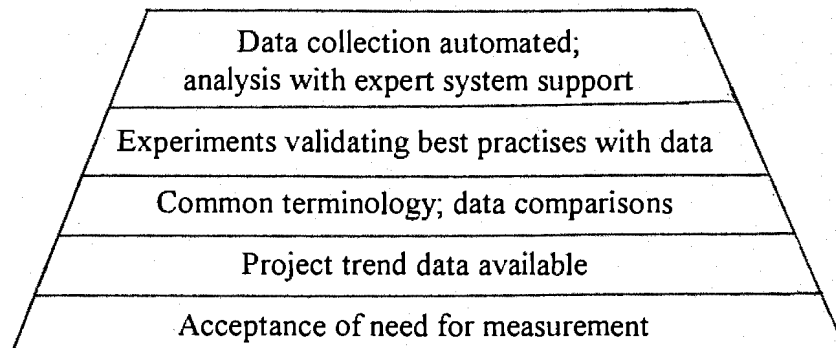 Data collection automated;
analysis with expert system support
Experiments validating best practises with data
Common terminology; data comparisons
Project trend data available
Acceptance of need for measurement